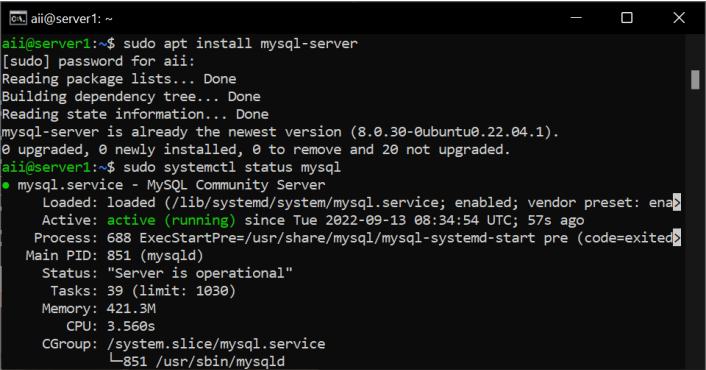 aii@server1: ~
aii@server1:~$ sudo apt install mysql-server
[sudo] password for aii:
Reading package lists... Done
Building dependency tree... Done
Reading state information... Done
mysql-server is already the newest version (8.0.30-0ubuntu0.22.04.1).
0 upgraded, 0 newly installed, 0 to remove and 20 not upgraded.
aii@server1:~$ sudo systemctl status mysql
● mysql.service - MySQL Community Server
     Loaded: loaded (/lib/systemd/system/mysql.service; enabled; vendor preset: ena>
     Active: active (running) since Tue 2022-09-13 08:34:54 UTC; 57s ago
    Process: 688 ExecStartPre=/usr/share/mysql/mysql-systemd-start pre (code=exited>
   Main PID: 851 (mysqld)
     Status: "Server is operational"
      Tasks: 39 (limit: 1030)
     Memory: 421.3M
        CPU: 3.560s
     CGroup: /system.slice/mysql.service
             └─851 /usr/sbin/mysqld